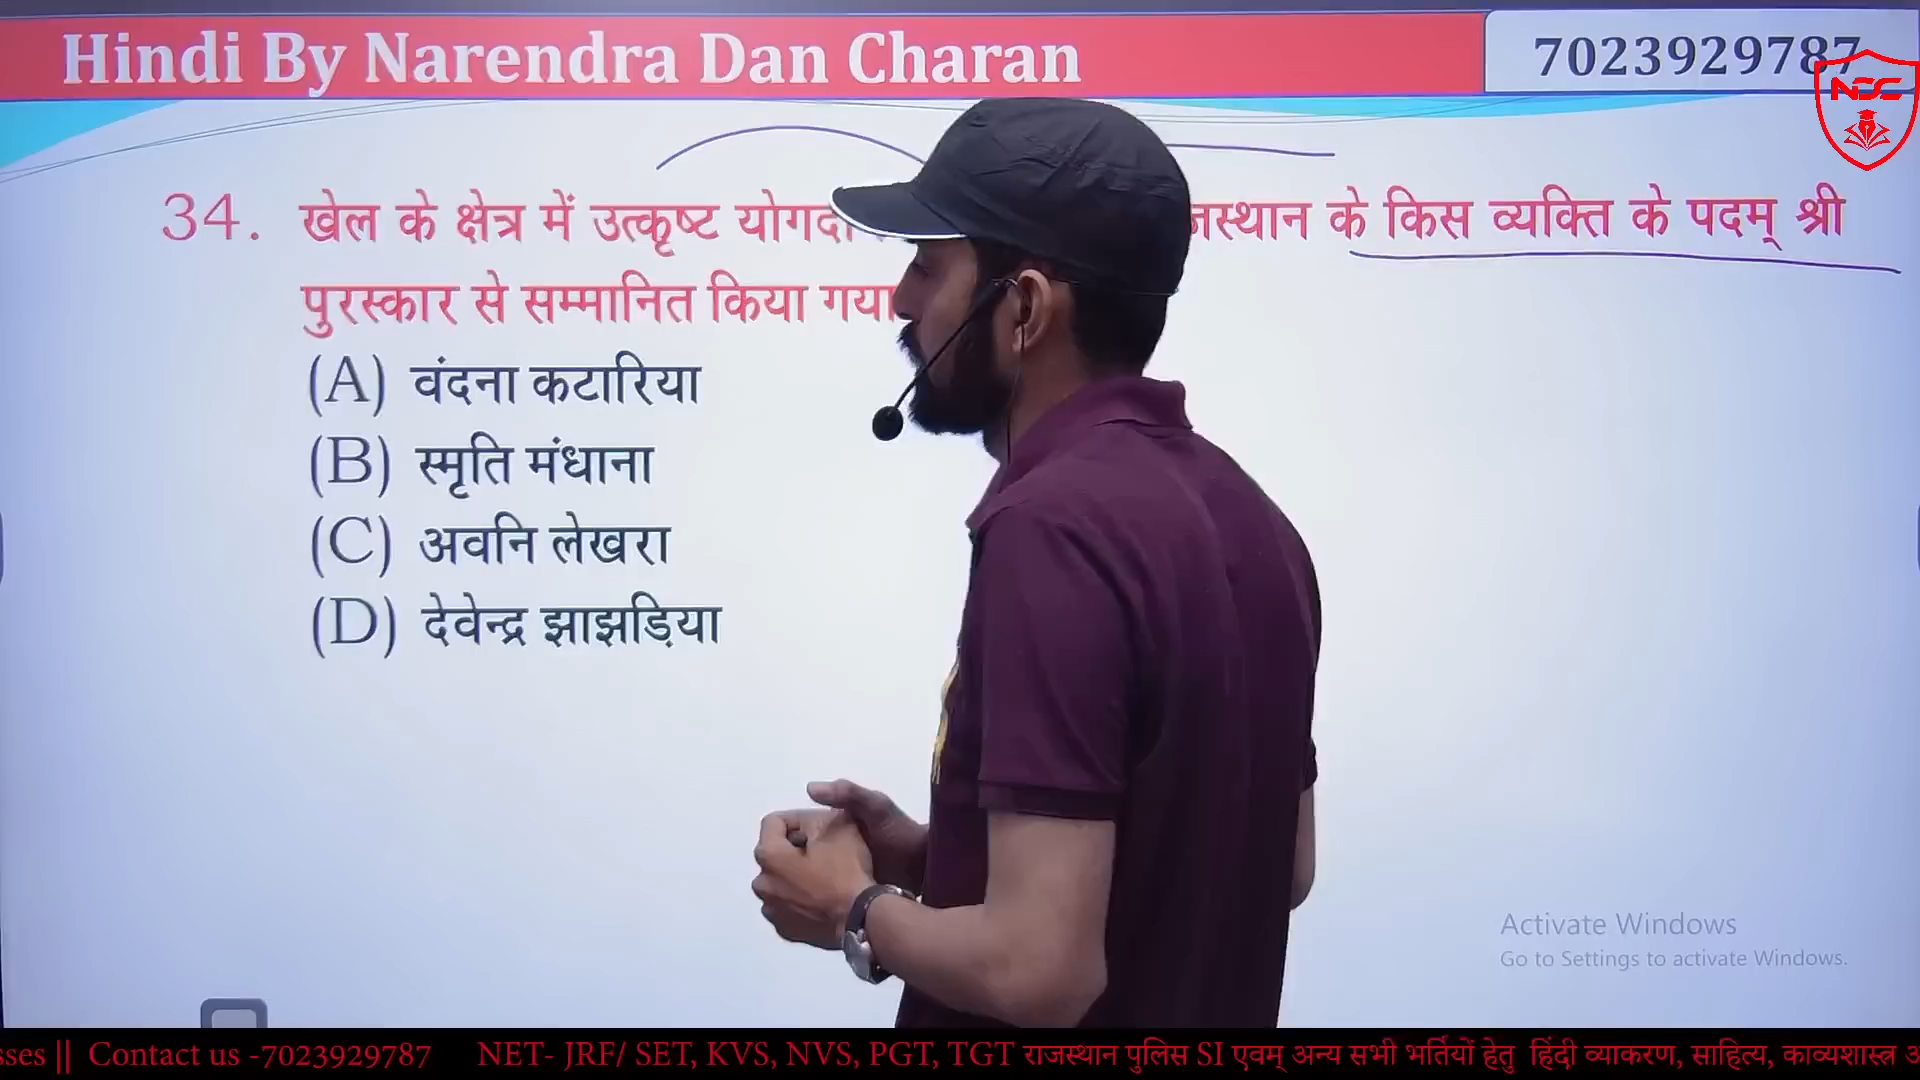 Hindi By Narendra Dan Charan
7023929787
NSC
34. खेल के क्षेत्र में उत्कृष्ट के किस व्यक्ति के पदम् श्री
पुरस्कार से सम्मानित किया गया
(A) वंदना कटारिया
(B) स्मृति मंधाना
(C) अवनि लेखरा
(D) देवेन्द्र झाझड़िया
Activate Windows
Go to Settings to activate Windows.
|| Contact us -7023929787 NET- JRF/ SET, KVS, NVS, PGT, TGT राजस्थान पुलिस SI एवम् अन्य सभी भर्तियों हेतु हिंदी व्याकरण, साहित्य, काव्यशास्त्र